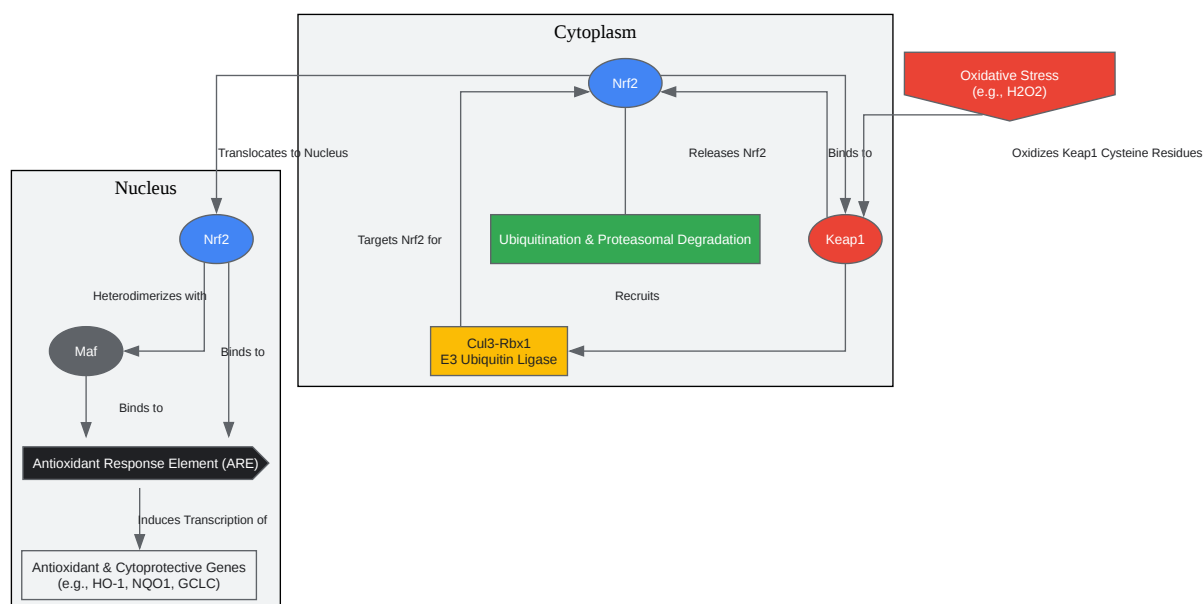 Cytoplasm
Nrf2
Oxidative Stress
(e.g., H2O2)
Translocates to Nucleus
Releases Nrf2
Binds to
Oxidizes Keap1 Cysteine Residues
Nucleus
Nrf2
Targets Nrf2 for
Ubiquitination & Proteasomal Degradation
Keap1
Heterodimerizes with
Recruits
Maf
Binds to
Cul3-Rbx1
E3 Ubiquitin Ligase
Binds to
Antioxidant Response Element (ARE)
Induces Transcription of
Antioxidant & Cytoprotective Genes
(e.g., HO-1, NQO1, GCLC)